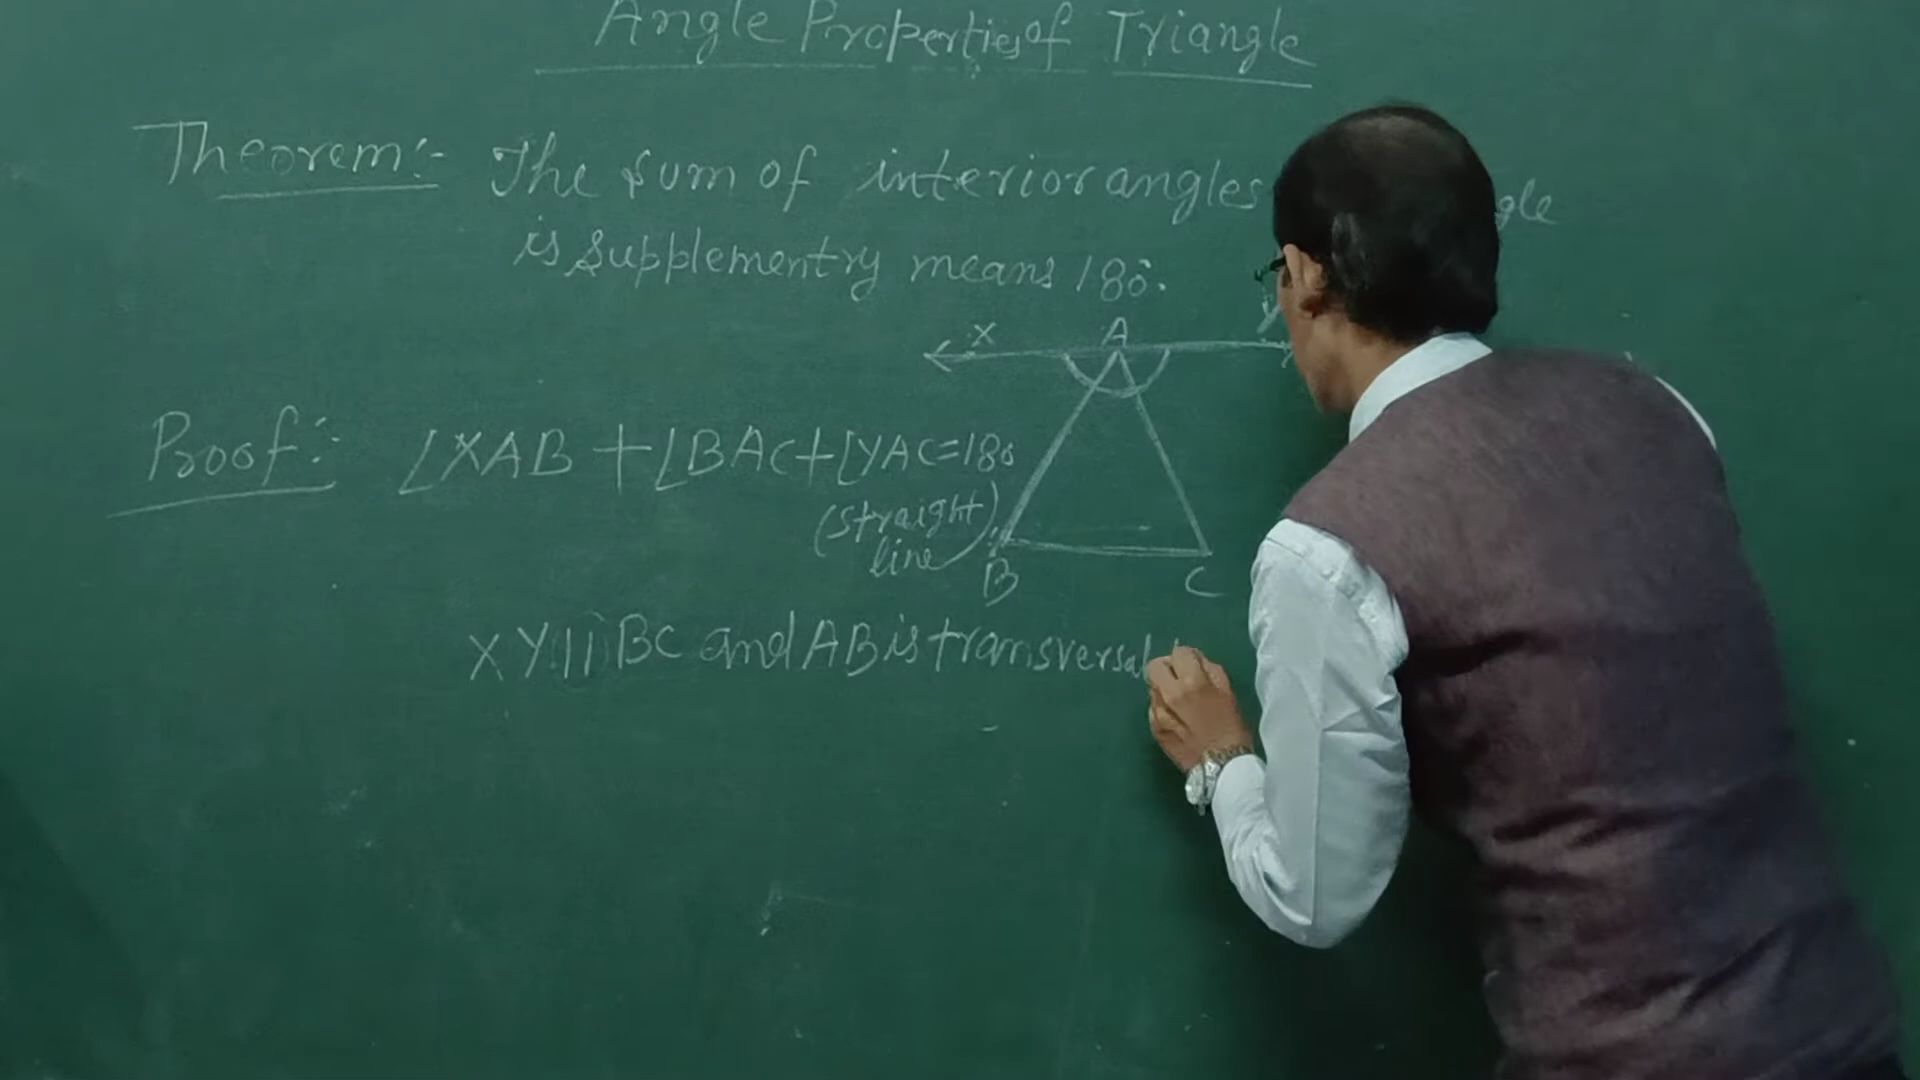 Angle Properties of Triangle
Theorem:- The sum of interior angles gle
is supplementry means 180°.
X A Y
Proof:- ∠XAB + ∠BAC + ∠YAC = 180
(straight
line)
B C
XY || BC and AB is transversal